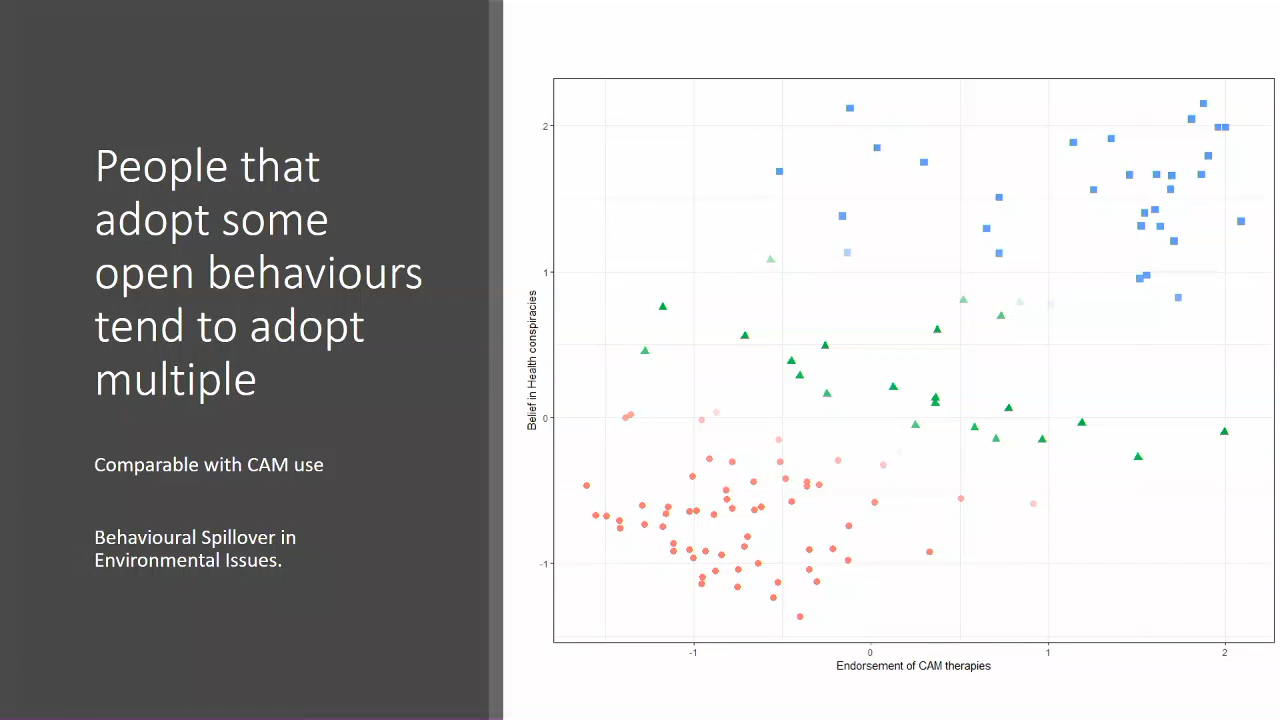 People that
adopt some
open behaviours
tend to adopt
multiple
Comparable with CAM use
Behavioural Spillover in
Environmental Issues.
2
1
0
-1
Belief in Health conspiracies
-1
0
1
2
Endorsement of CAM therapies